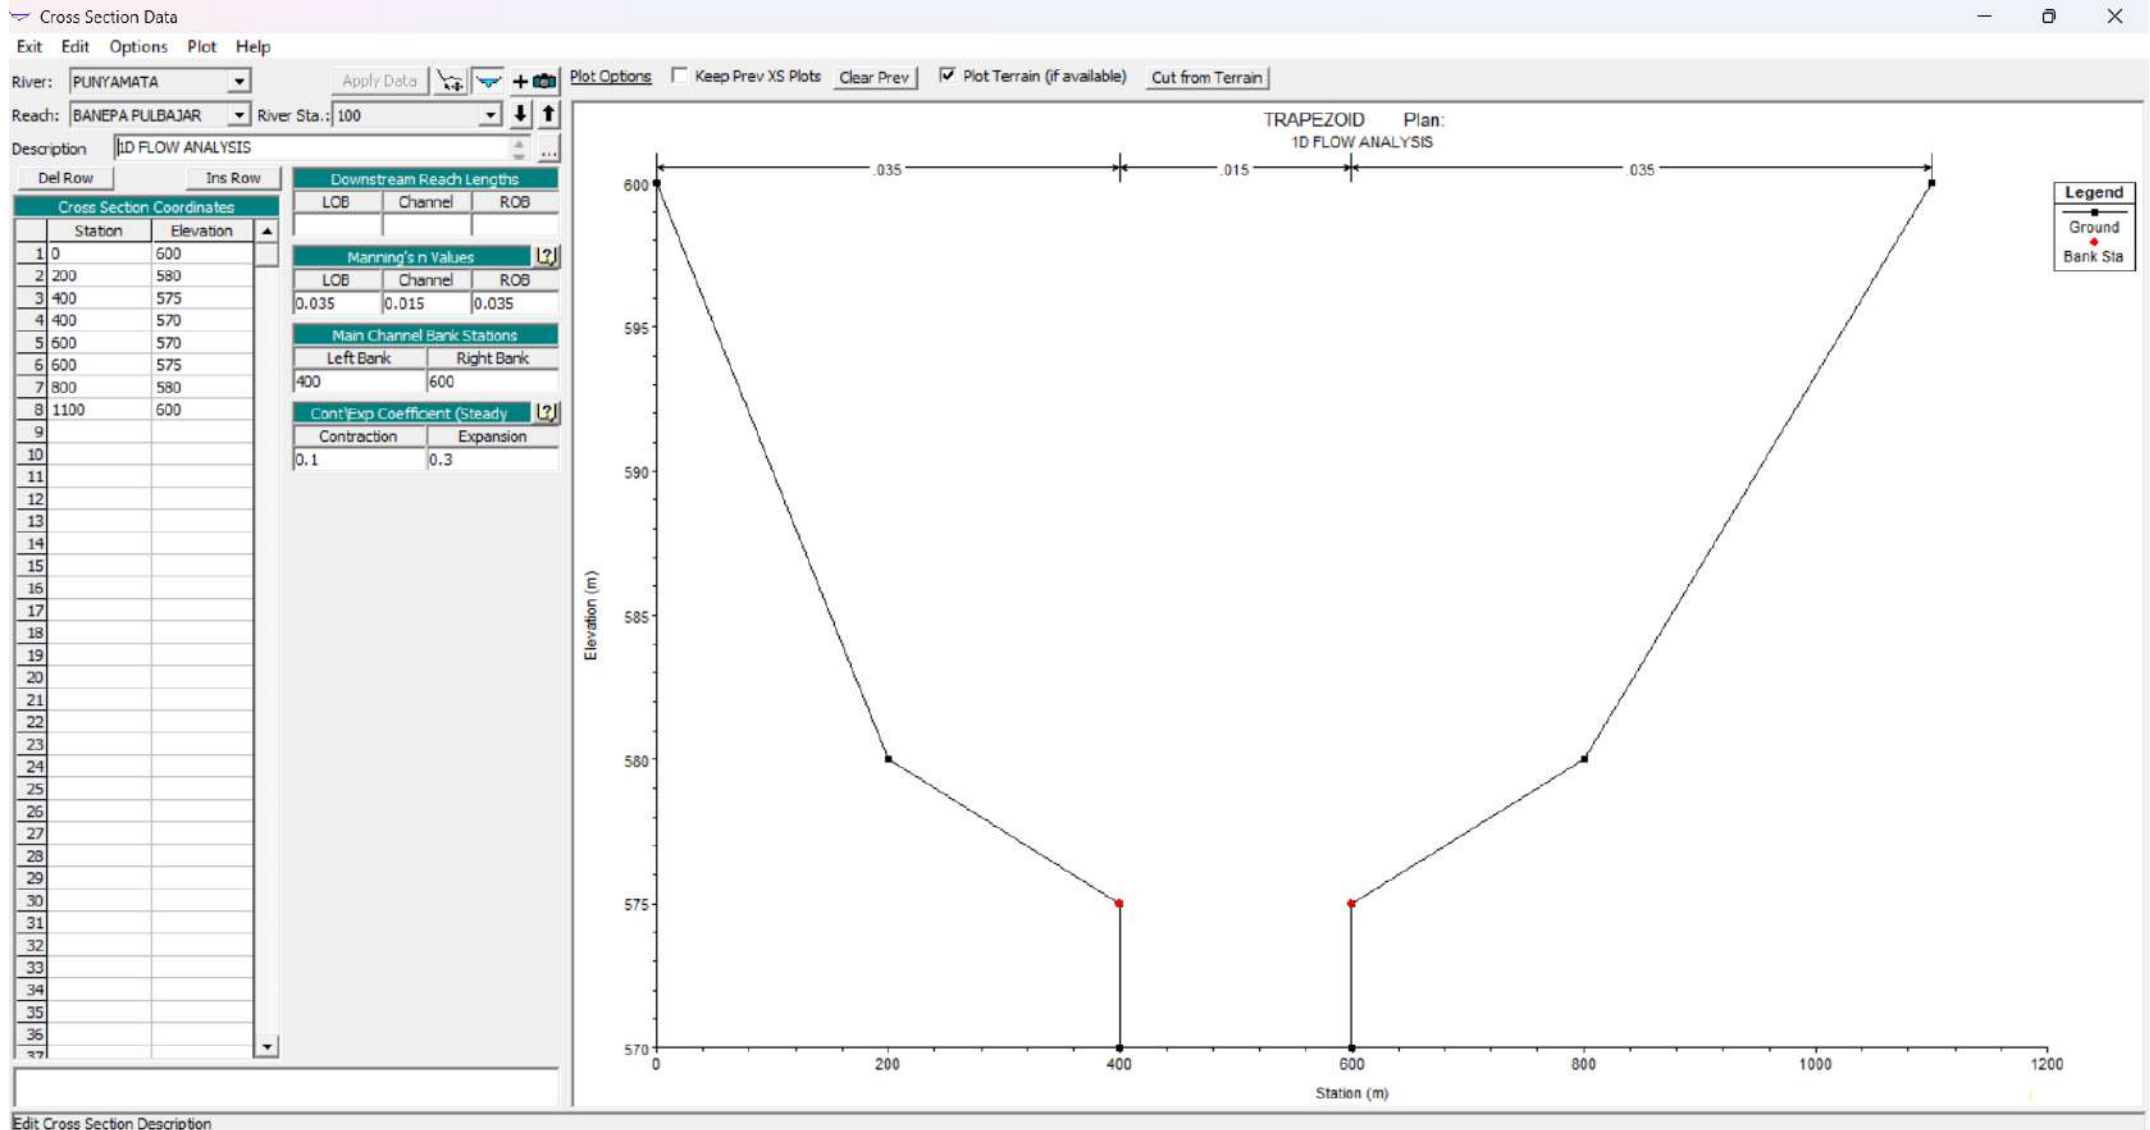 Cross Section Data
Exit Edit Options Plot Help
River: PUNYAMATA Apply Data
Reach: BANEPA PULBAJAR River Sta.: 100
Description 1D FLOW ANALYSIS ...
Del Row Ins Row
Cross Section Coordinates
Station Elevation
1 0 600
2 200 580
3 400 575
4 400 570
5 600 570
6 600 575
7 800 580
8 1100 600
9
10
11
12
13
14
15
16
17
18
19
20
21
22
23
24
25
26
27
28
29
30
31
32
33
34
35
36
37
Downstream Reach Lengths
LOB Channel ROB
Manning's n Values ?
LOB Channel ROB
0.035 0.015 0.035
Main Channel Bank Stations
Left Bank Right Bank
400 600
Cont\Exp Coefficient (Steady ?
Contraction Expansion
0.1 0.3
Plot Options Keep Prev XS Plots Clear Prev Plot Terrain (if available) Cut from Terrain
TRAPEZOID Plan:
1D FLOW ANALYSIS
.035 .015 .035
Legend
Ground
Bank Sta
600
595
590
585
580
575
570
Elevation (m)
0 200 400 600 800 1000 1200
Station (m)
Edit Cross Section Description